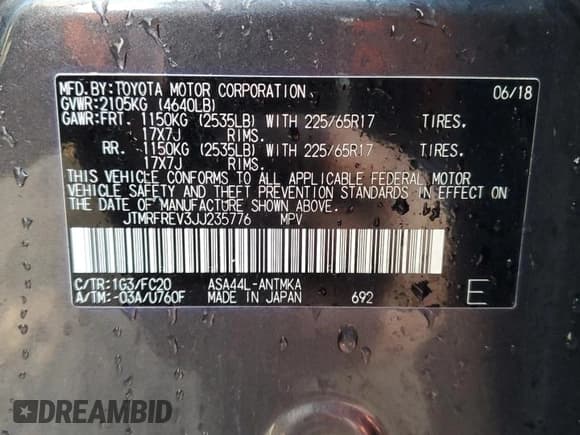 MFD.BY:TOYOTA MOTOR CORPORATION 06/18
GVWR:2105KG (4640LB)
GAWR:FRT. 1150KG (2535LB) WITH 225/65R17 TIRES.
17X7J RIMS.
RR. 1150KG (2535LB) WITH 225/65R17 TIRES.
17X7J RIMS.
THIS VEHICLE CONFORMS TO ALL APPLICABLE FEDERAL MOTOR
VEHICLE SAFETY AND THEFT PREVENTION STANDARDS IN EFFECT
ON THE DATE OF MANUFACTURE SHOWN ABOVE.
JTMRFREV3JJ235776 MPV
C/TR:1G3/FC20 ASA44L-ANTMKA
A/TM:-03A/U760F MADE IN JAPAN 692 E
DREAMBID